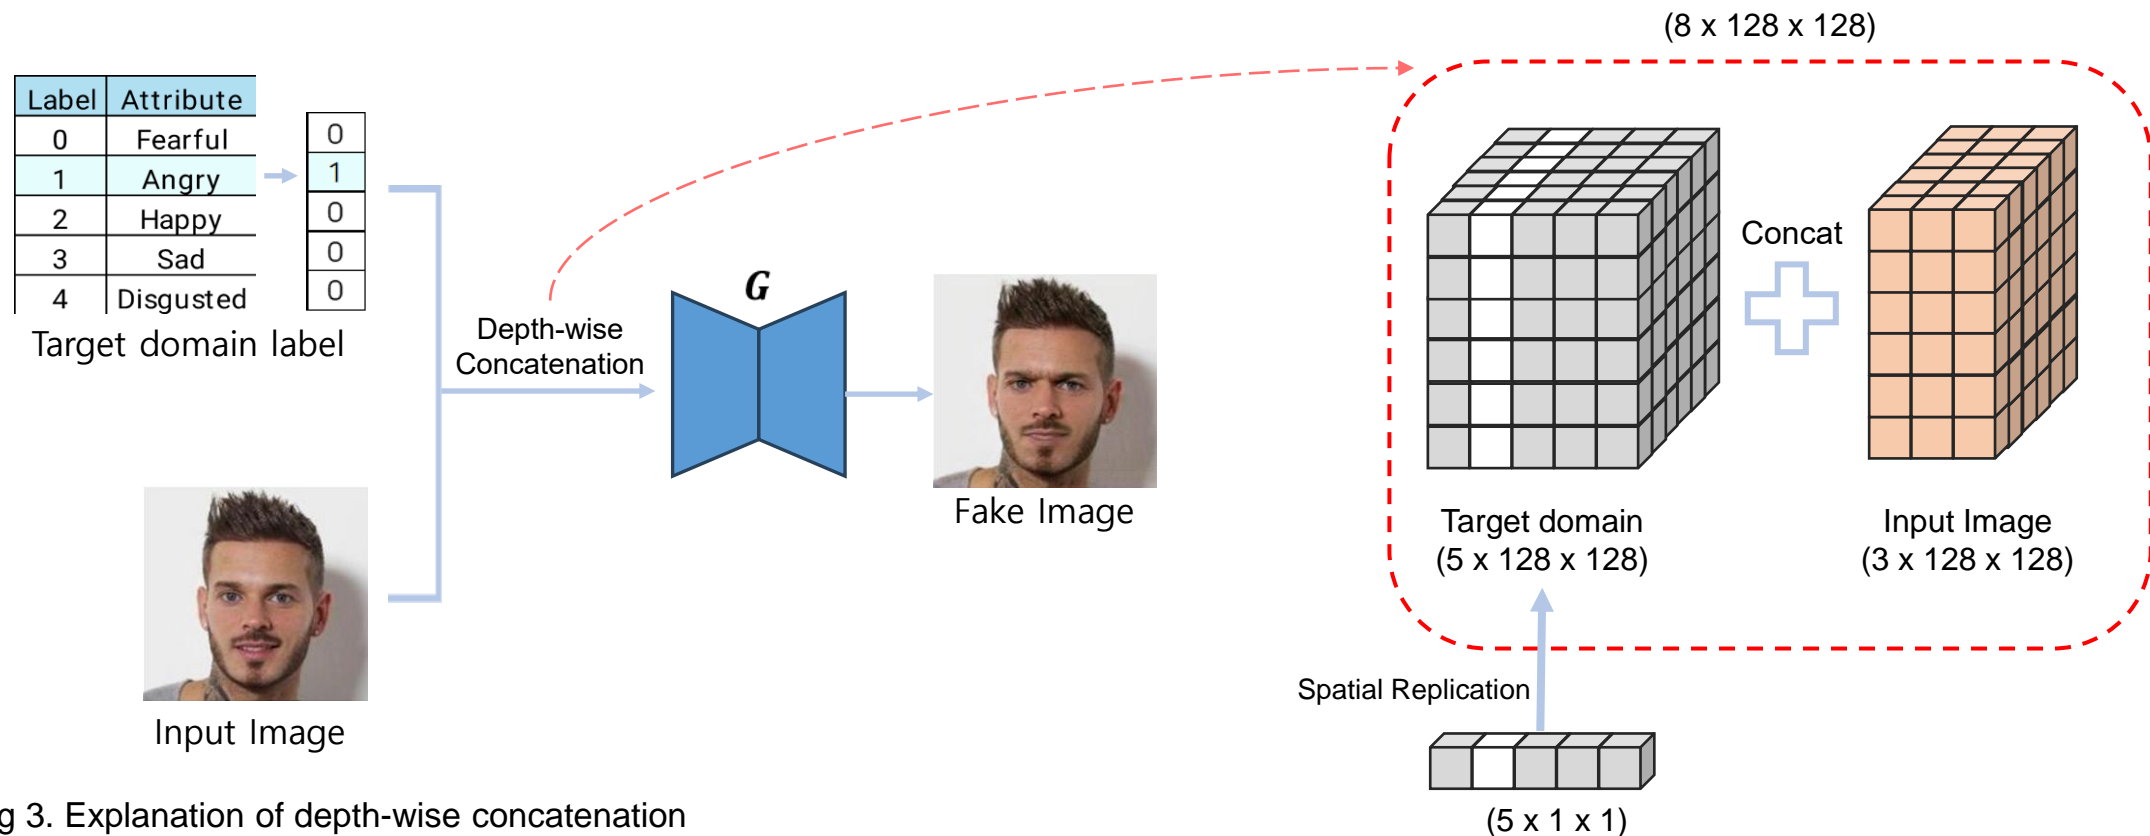 (8 x 128 x 128)
Label Attribute
0 Fearful
1 Angry
2 Happy
3 Sad
4 Disgusted
0
1
0
0
0
Target domain label
Depth-wise
Concatenation
G
Fake Image
Input Image
Concat
Target domain
(5 x 128 x 128)
Input Image
(3 x 128 x 128)
Spatial Replication
(5 x 1 x 1)
g 3. Explanation of depth-wise concatenation